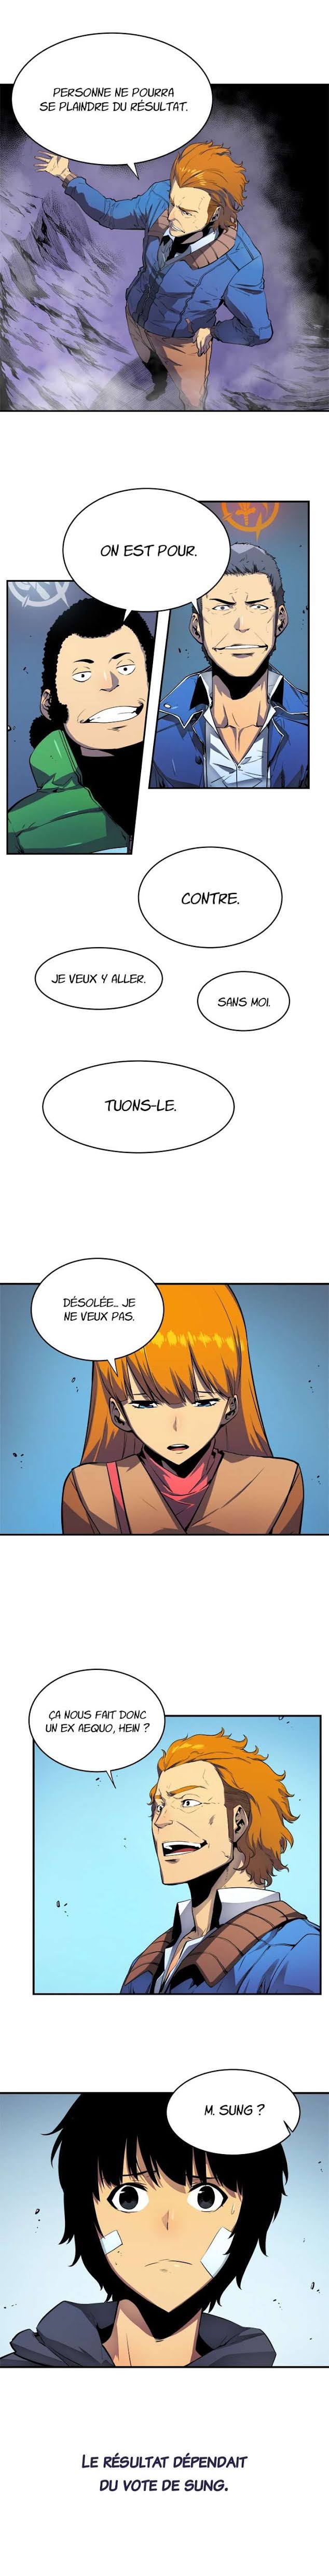 PERSONNE NE POURRA
SE PLAINDRE DU RÉSULTAT.
ON EST POUR.
CONTRE.
JE VEUX Y ALLER.
SANS MOI.
TUONS-LE.
DÉSOLÉE... JE
NE VEUX PAS.
ÇA NOUS FAIT DONC
UN EX AEQUO, HEIN ?
M. SUNG ?
LE RÉSULTAT DÉPENDAIT
DU VOTE DE SUNG.